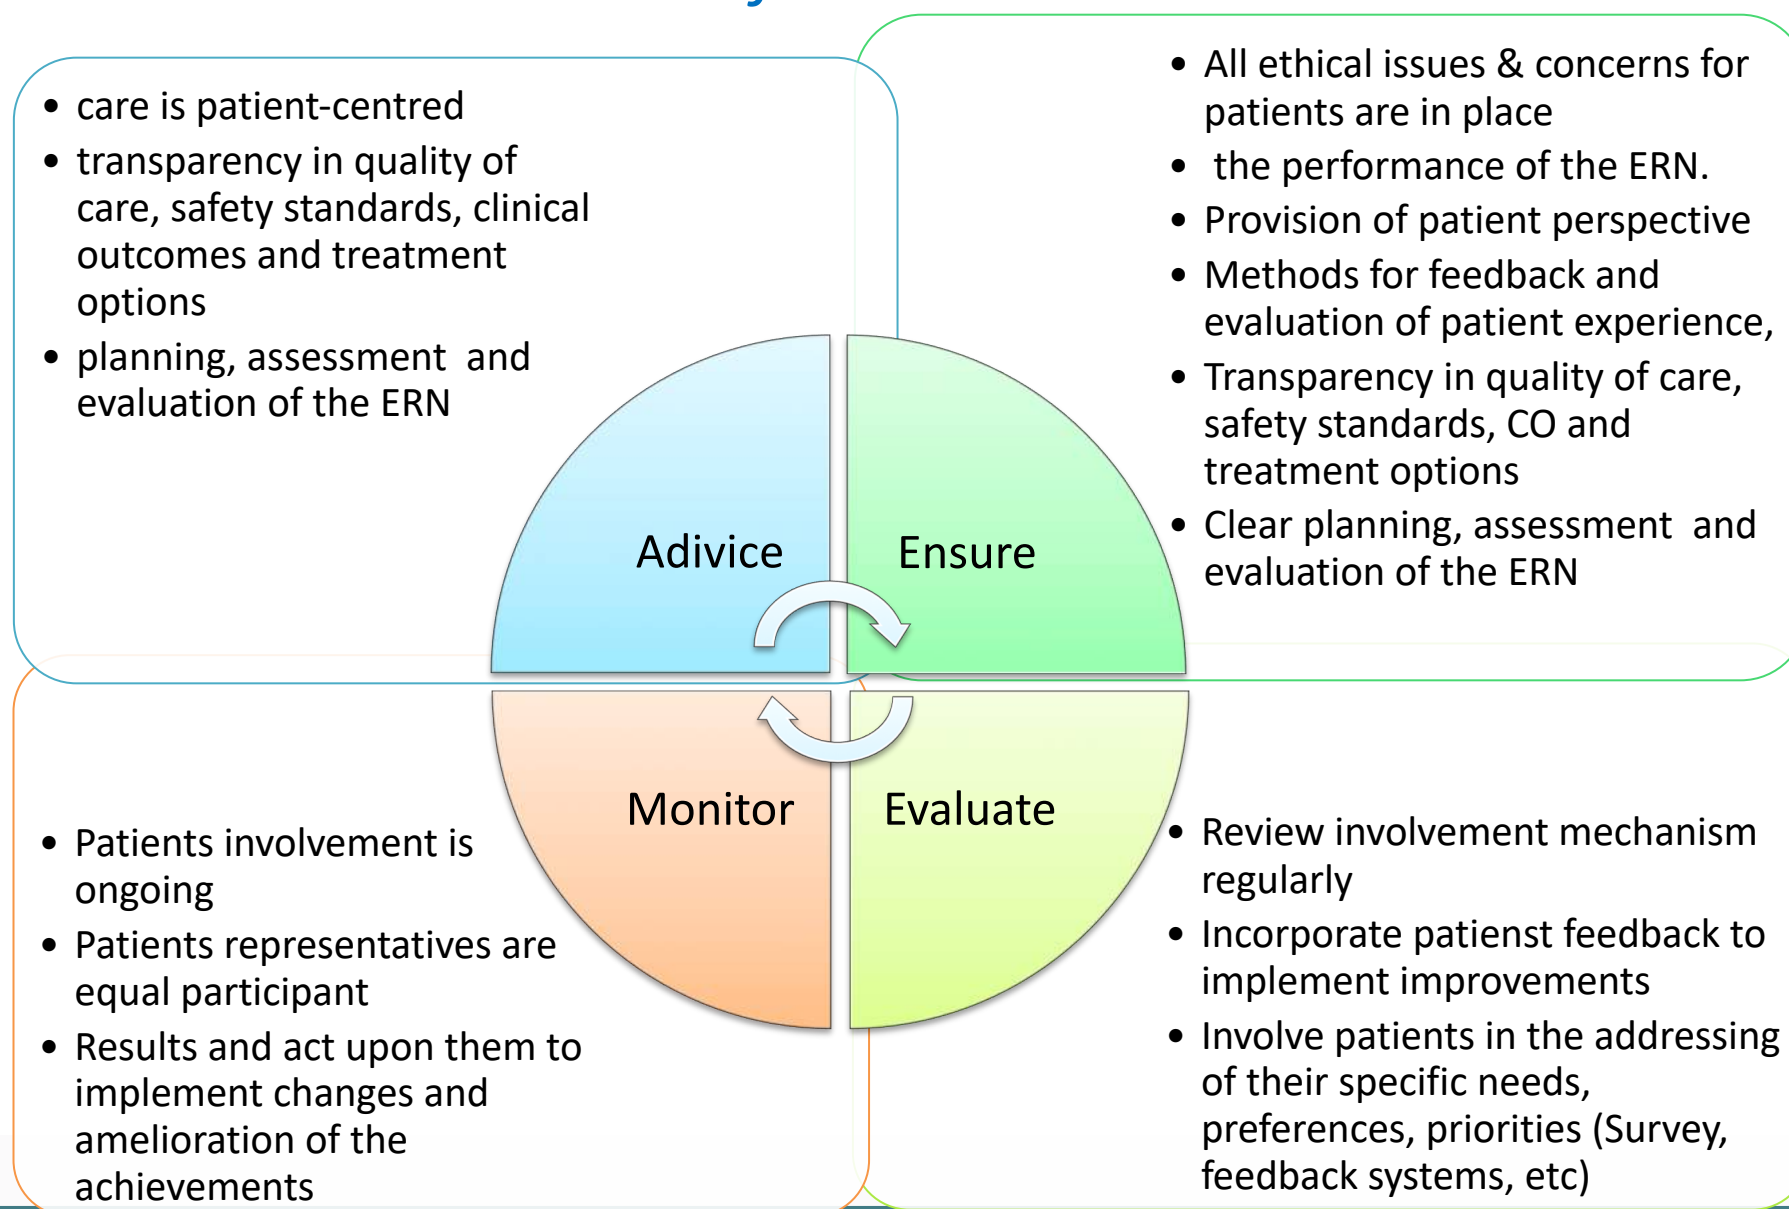 • care is patient-centred
• transparency in quality of
care, safety standards, clinical
outcomes and treatment
options
• planning, assessment and
evaluation of the ERN
• All ethical issues & concerns for
patients are in place
• the performance of the ERN.
• Provision of patient perspective
• Methods for feedback and
evaluation of patient experience,
• Transparency in quality of care,
safety standards, CO and
treatment options
• Clear planning, assessment and
evaluation of the ERN
Adivice
Ensure
Monitor
Evaluate
• Patients involvement is
ongoing
• Patients representatives are
equal participant
• Results and act upon them to
implement changes and
amelioration of the
achievements
• Review involvement mechanism
regularly
• Incorporate patienst feedback to
implement improvements
• Involve patients in the addressing
of their specific needs,
preferences, priorities (Survey,
feedback systems, etc)